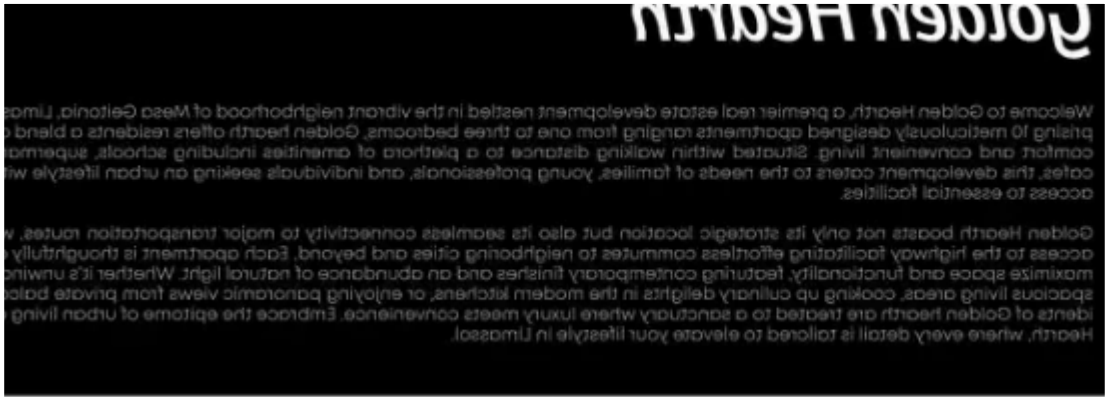 Golden Hearth
Welcome to Golden Hearth, a premier real estate development nestled in the vibrant neighborhood of Mesa Geitonia, Limas
prising 10 meticulously designed apartments ranging from one to three bedrooms, Golden hearth offers residents a blend
comfort and convenient living. Situated within walking distance to a plethora of amenities including schools, superma
cafes, this development caters to the needs of families, young professionals, and individuals seeking an urban lifestyle wit
access to essential facilities.
Golden Hearth boasts not only its strategic location but also its seamless connectivity to major transportation routes, w
access to the highway facilitating effortless commutes to neighboring cities and beyond. Each apartment is thoughtfully
maximize space and functionality, featuring contemporary finishes and an abundance of natural light. Whether it's unwind
spacious living areas, cooking up culinary delights in the modern kitchens, or enjoying panoramic views from private balco
idents of Golden hearth are treated to a sanctuary where luxury meets convenience. Embrace the epitome of urban living
Hearth, where every detail is tailored to elevate your lifestyle in Limassol.